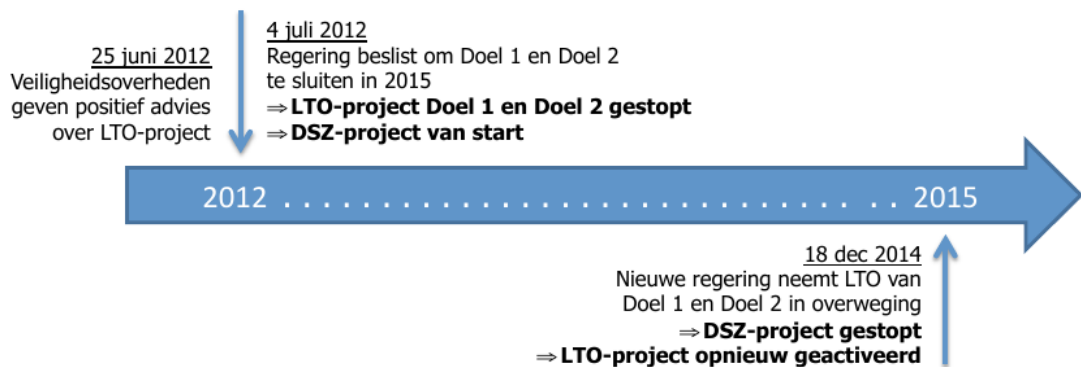 25 juni 2012
Veiligheidsoverheden
geven positief advies
over LTO-project
4 juli 2012
Regering beslist om Doel 1 en Doel 2
te sluiten in 2015
⇒ LTO-project Doel 1 en Doel 2 gestopt
⇒ DSZ-project van start
2012 . . . . . . . . . . . . . . . . . . . . . . . . . . . . . . . . . . . . . . . 2015
18 dec 2014
Nieuwe regering neemt LTO van
Doel 1 en Doel 2 in overweging
⇒ DSZ-project gestopt
⇒ LTO-project opnieuw geactiveerd